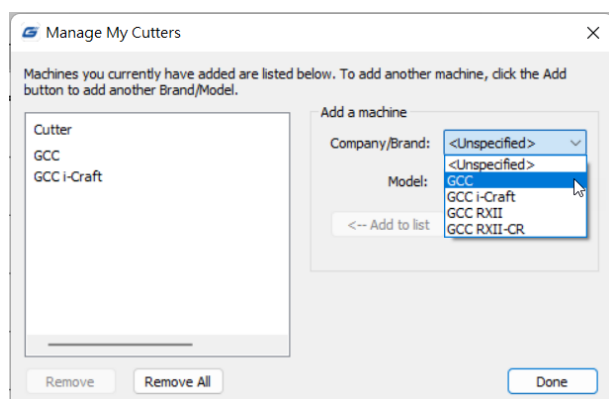 Manage My Cutters
Machines you currently have added are listed below. To add another machine, click the Add
button to add another Brand/Model.
Cutter
GCC
GCC i-Craft
Add a machine
Company/Brand: <Unspecified>
<Unspecified>
GCC
GCC i-Craft
GCC RXII
GCC RXII-CR
Model:
<-- Add to list
Remove
Remove All
Done